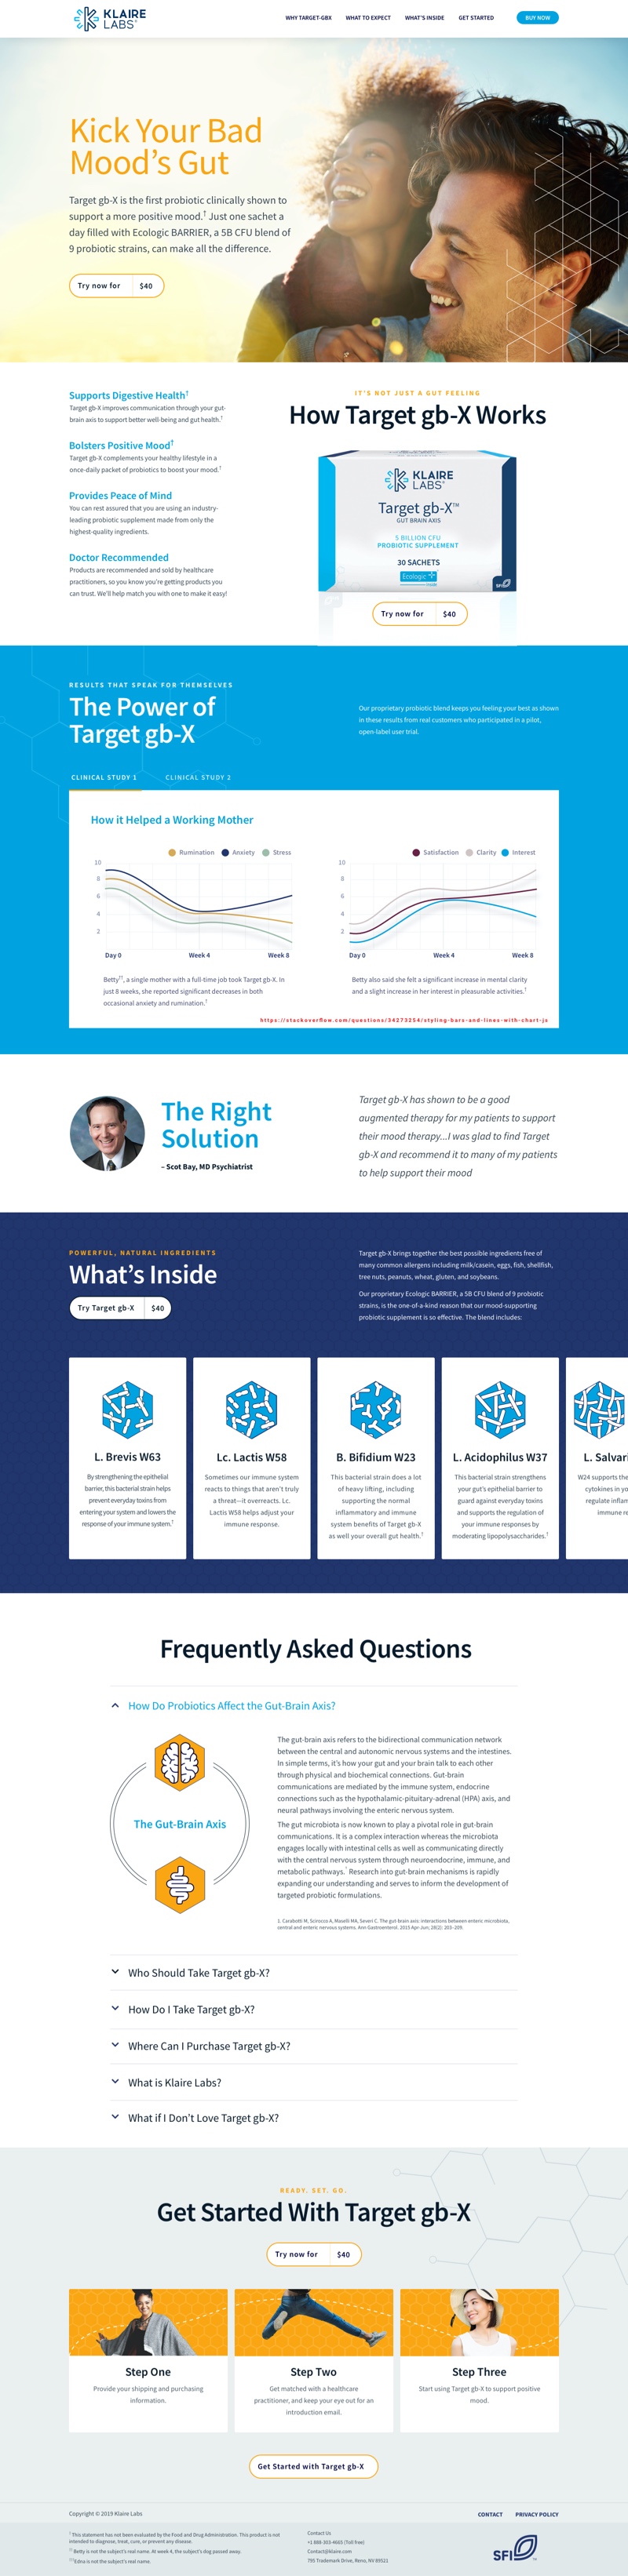 KLAIRE
LABS®
WHY TARGET-GBX
WHAT TO EXPECT
WHAT'S INSIDE
GET STARTED
BUY NOW
Kick Your Bad
Mood's Gut
Target gb-X is the first probiotic clinically shown to
support a more positive mood.† Just one sachet a
day filled with Ecologic BARRIER, a 5B CFU blend of
9 probiotic strains, can make all the difference.
Try now for $40
Supports Digestive Health†
Target gb-X improves communication through your gut-
brain axis to support better well-being and gut health.†
Bolsters Positive Mood†
Target gb-X complements your healthy lifestyle in a
once-daily packet of probiotics to boost your mood.†
Provides Peace of Mind
You can rest assured that you are using an industry-
leading probiotic supplement made from only the
highest-quality ingredients.
Doctor Recommended
Products are recommended and sold by healthcare
practitioners, so you know you're getting products you
can trust. We'll help match you with one to make it easy!
IT'S NOT JUST A GUT FEELING
How Target gb-X Works
KLAIRE
LABS®
Target gb-X™
GUT BRAIN AXIS
5 BILLION CFU
PROBIOTIC SUPPLEMENT
30 SACHETS
Ecologic
SFI
Try now for $40
RESULTS THAT SPEAK FOR THEMSELVES
The Power of
Target gb-X
Our proprietary probiotic blend keeps you feeling your best as shown
in these results from real customers who participated in a pilot,
open-label user trial.
CLINICAL STUDY 1
CLINICAL STUDY 2
How it Helped a Working Mother
Rumination Anxiety Stress
10
8
6
4
2
Day 0 Week 4 Week 8
Betty††, a single mother with a full-time job took Target gb-X. In
just 8 weeks, she reported significant decreases in both
occasional anxiety and rumination.†
Satisfaction Clarity Interest
10
8
6
4
2
Day 0 Week 4 Week 8
Betty also said she felt a significant increase in mental clarity
and a slight increase in her interest in pleasurable activities.†
https://stackoverflow.com/questions/34273254/styling-bars-and-lines-with-chart-js
The Right
Solution
– Scot Bay, MD Psychiatrist
Target gb-X has shown to be a good
augmented therapy for my patients to support
their mood therapy...I was glad to find Target
gb-X and recommend it to many of my patients
to help support their mood
POWERFUL, NATURAL INGREDIENTS
What's Inside
Try Target gb-X $40
Target gb-X brings together the best possible ingredients free of
many common allergens including milk/casein, eggs, fish, shellfish,
tree nuts, peanuts, wheat, gluten, and soybeans.
Our proprietary Ecologic BARRIER, a 5B CFU blend of 9 probiotic
strains, is the one-of-a-kind reason that our mood-supporting
probiotic supplement is so effective. The blend includes:
L. Brevis W63
By strengthening the epithelial
barrier, this bacterial strain helps
prevent everyday toxins from
entering your system and lowers the
response of your immune system.†
Lc. Lactis W58
Sometimes our immune system
reacts to things that aren't truly
a threat—it overreacts. Lc.
Lactis W58 helps adjust your
immune response.
B. Bifidium W23
This bacterial strain does a lot
of heavy lifting, including
supporting the normal
inflammatory and immune
system benefits of Target gb-X
as well your overall gut health.†
L. Acidophilus W37
This bacterial strain strengthens
your gut's epithelial barrier to
guard against everyday toxins
and supports the regulation of
your immune responses by
moderating lipopolysaccharides.†
L. Salvari
W24 supports the
cytokines in yo
regulate inflam
immune re
Frequently Asked Questions
How Do Probiotics Affect the Gut-Brain Axis?
The Gut-Brain Axis
The gut-brain axis refers to the bidirectional communication network
between the central and autonomic nervous systems and the intestines.
In simple terms, it's how your gut and your brain talk to each other
through physical and biochemical connections. Gut-brain
communications are mediated by the immune system, endocrine
connections such as the hypothalamic-pituitary-adrenal (HPA) axis, and
neural pathways involving the enteric nervous system.
The gut microbiota is now known to play a pivotal role in gut-brain
communications. It is a complex interaction whereas the microbiota
engages locally with intestinal cells as well as communicating directly
with the central nervous system through neuroendocrine, immune, and
metabolic pathways.¹ Research into gut-brain mechanisms is rapidly
expanding our understanding and serves to inform the development of
targeted probiotic formulations.
1. Carabotti M, Scirocco A, Maselli MA, Severi C. The gut brain axis: interactions between enteric microbiota,
central and enteric nervous systems. Ann Gastroenterol. 2015 Apr-Jun; 28(2): 203–209.
Who Should Take Target gb-X?
How Do I Take Target gb-X?
Where Can I Purchase Target gb-X?
What is Klaire Labs?
What if I Don't Love Target gb-X?
READY. SET. GO.
Get Started With Target gb-X
Try now for $40
Step One
Provide your shipping and purchasing
information.
Step Two
Get matched with a healthcare
practitioner, and keep your eye out for an
introduction email.
Step Three
Start using Target gb-X to support positive
mood.
Get Started with Target gb-X
Copyright © 2019 Klaire Labs
CONTACT
PRIVACY POLICY
† This statement has not been evaluated by the Food and Drug Administration. This product is not
intended to diagnose, treat, cure, or prevent any disease.
†† Betty is not the subject's real name. At week 4, the subject's dog passed away.
††† Edna is not the subject's real name.
Contact Us
+1 888-303-4665 (Toll free)
Contact@klaire.com
795 Trademark Drive, Reno, NV 89521
SFI